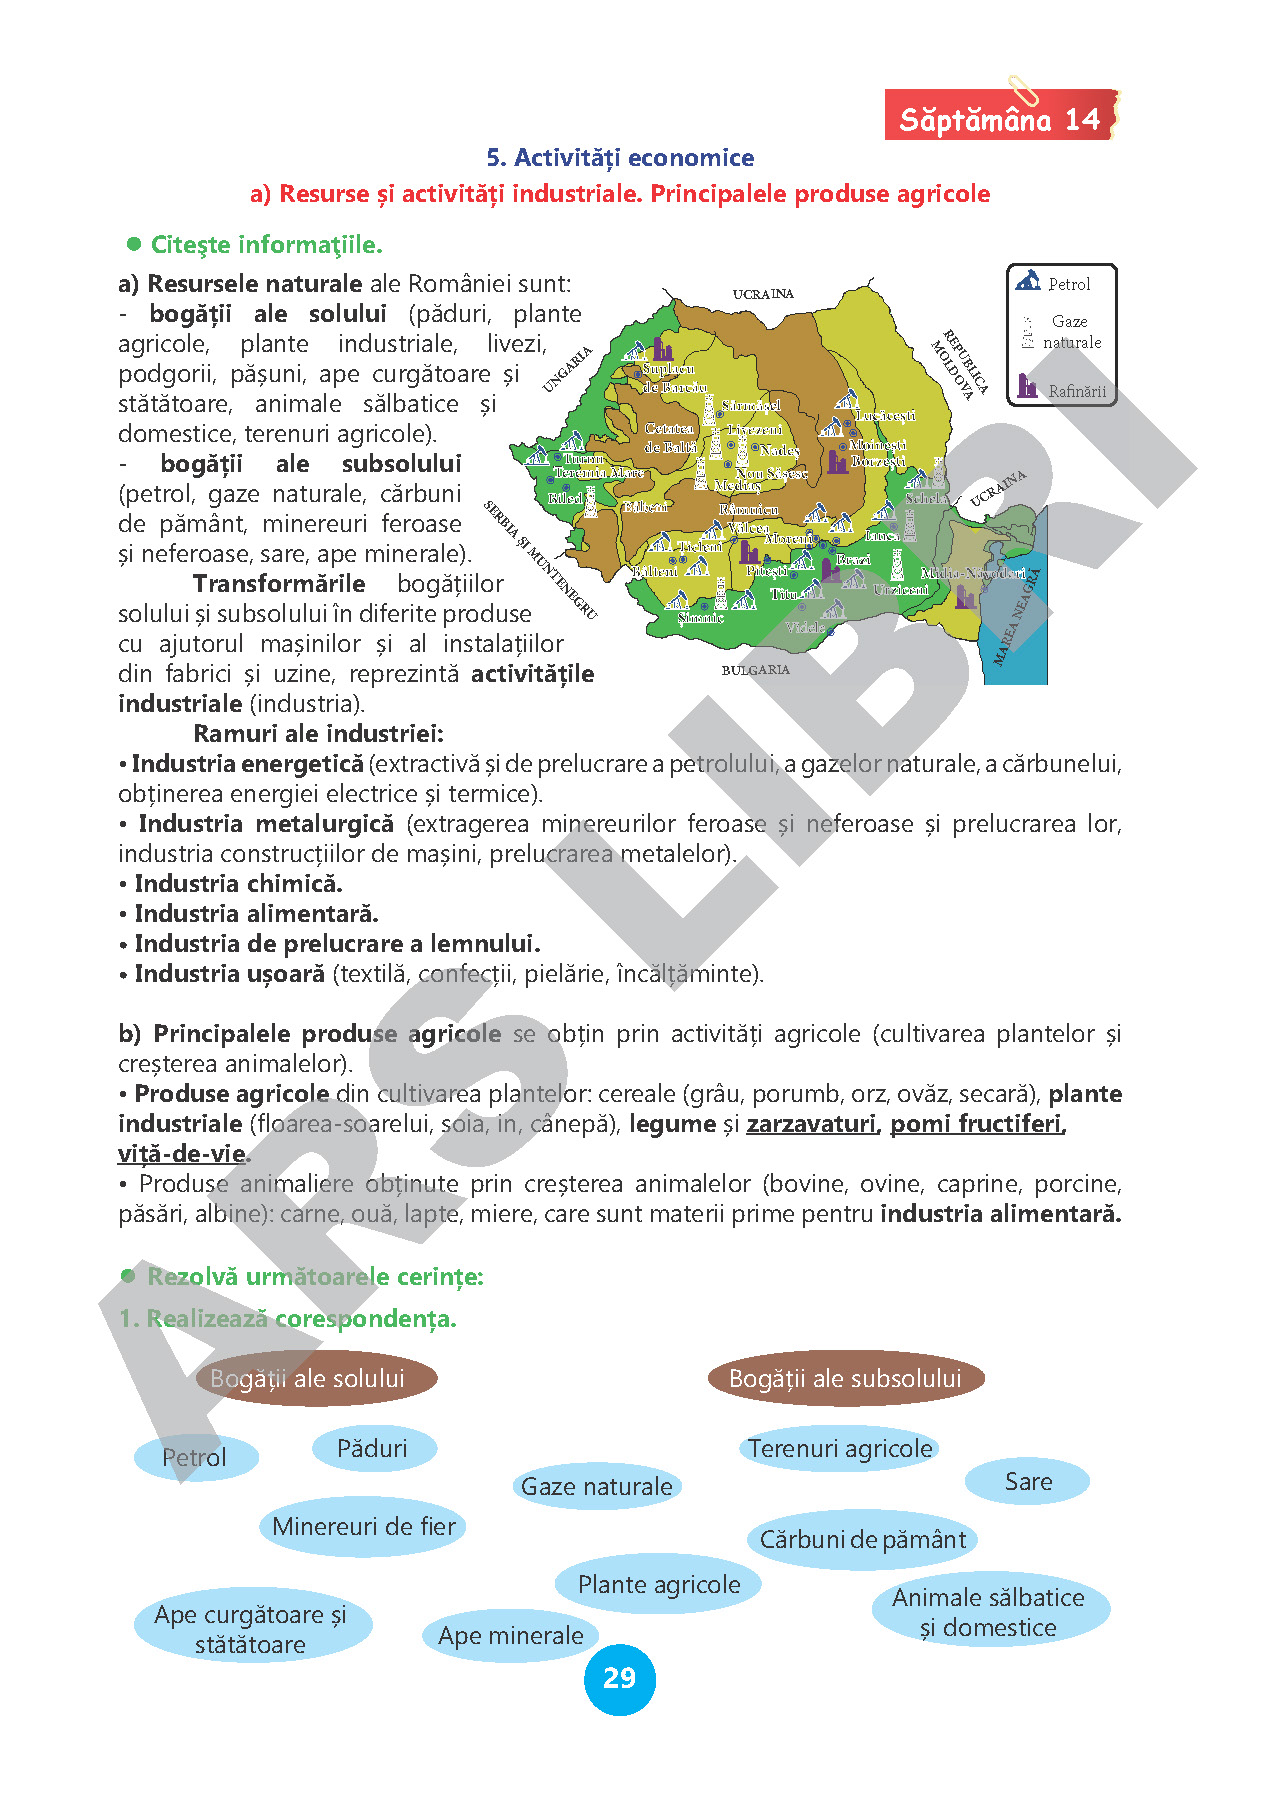 Săptămâna 14
5. Activități economice
a) Resurse și activități industriale. Principalele produse agricole
• Citeşte informaţiile.
a) Resursele naturale ale României sunt:
- bogății ale solului (păduri, plante
agricole, plante industriale, livezi,
podgorii, pășuni, ape curgătoare și
stătătoare, animale sălbatice și
domestice, terenuri agricole).
- bogății ale subsolului
(petrol, gaze naturale, cărbuni
de pământ, minereuri feroase
și neferoase, sare, ape minerale).
Transformările bogățiilor
solului și subsolului în diferite produse
cu ajutorul mașinilor și al instalațiilor
din fabrici și uzine, reprezintă activitățile
industriale (industria).
UCRAINA
UNGARIA
REPUBLICA
MOLDOVA
UCRAINA
SERBIA ȘI MUNTENEGRU
BULGARIA
MAREA NEAGRĂ
Petrol
Gaze
naturale
Rafinării
Suplacu
de Barcău
Sărmășel
Cetatea
de Baltă
Livezeni
Nadeș
Lucăcești
Moinești
Borzești
Turnu
Teremia Mare
Nou Săsesc
Mediaș
Biled
Bălbeni
Râmnicu
Vâlcea
Schela
Ianca
Țicleni
Moreni
Bâlteni
Pitești
Brazi
Titu
Urziceni
Midia-Năvodari
Șimnic
Videle
Ramuri ale industriei:
• Industria energetică (extractivă și de prelucrare a petrolului, a gazelor naturale, a cărbunelui,
obținerea energiei electrice și termice).
• Industria metalurgică (extragerea minereurilor feroase și neferoase și prelucrarea lor,
industria construcțiilor de mașini, prelucrarea metalelor).
• Industria chimică.
• Industria alimentară.
• Industria de prelucrare a lemnului.
• Industria ușoară (textilă, confecții, pielărie, încălțăminte).
b) Principalele produse agricole se obțin prin activități agricole (cultivarea plantelor și
creșterea animalelor).
• Produse agricole din cultivarea plantelor: cereale (grâu, porumb, orz, ovăz, secară), plante
industriale (floarea-soarelui, soia, in, cânepă), legume și zarzavaturi, pomi fructiferi,
viță-de-vie.
• Produse animaliere obținute prin creșterea animalelor (bovine, ovine, caprine, porcine,
păsări, albine): carne, ouă, lapte, miere, care sunt materii prime pentru industria alimentară.
• Rezolvă următoarele cerințe:
1. Realizează corespondența.
Bogății ale solului
Bogății ale subsolului
Petrol
Păduri
Terenuri agricole
Gaze naturale
Sare
Minereuri de fier
Cărbuni de pământ
Plante agricole
Animale sălbatice
și domestice
Ape curgătoare și
stătătoare
Ape minerale
29
ARS LIBRI